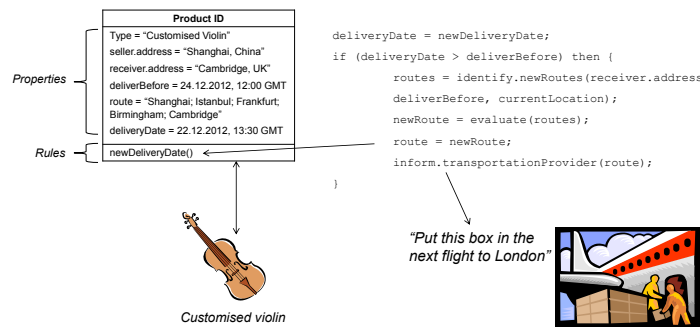 Product ID
Type = “Customised Violin”
seller.address = “Shanghai, China”
receiver.address = “Cambridge, UK”
deliverBefore = 24.12.2012, 12:00 GMT
route = “Shanghai; Istanbul; Frankfurt;
Birmingham; Cambridge”
deliveryDate = 22.12.2012, 13:30 GMT
newDeliveryDate()
Properties
Rules
deliveryDate = newDeliveryDate;
if (deliveryDate > deliverBefore) then {
routes = identify.newRoutes(receiver.address
deliverBefore, currentLocation);
newRoute = evaluate(routes);
route = newRoute;
inform.transportationProvider(route);
}
“Put this box in the
next flight to London”
Customised violin